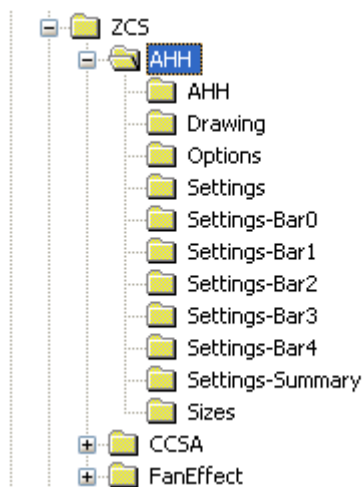 ZCS
AHH
AHH
Drawing
Options
Settings
Settings-Bar0
Settings-Bar1
Settings-Bar2
Settings-Bar3
Settings-Bar4
Settings-Summary
Sizes
CCSA
FanEffect